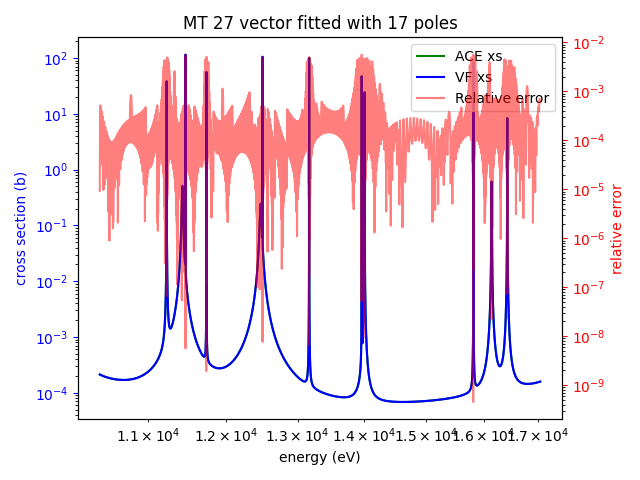 MT 27 vector fitted with 17 poles
ACE xs
VF xs
Relative error
cross section (b)
10^2
10^1
10^0
10^-1
10^-2
10^-3
10^-4
relative error
10^-2
10^-3
10^-4
10^-5
10^-6
10^-7
10^-8
10^-9
1.1 × 10^4 1.2 × 10^4 1.3 × 10^4 1.4 × 10^4 1.5 × 10^4 1.6 × 10^4 1.7 × 10^4
energy (eV)